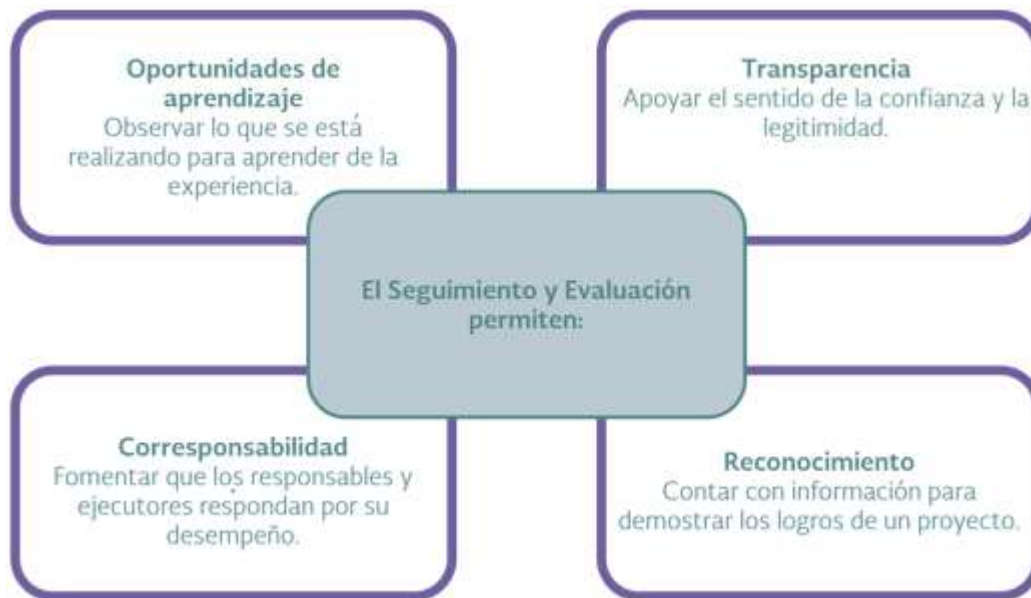 Oportunidades de
aprendizaje
Observar lo que se está
realizando para aprender de la
experiencia.
Transparencia
Apoyar el sentido de la confianza y la
legitimidad.
El Seguimiento y Evaluación
permiten:
Corresponsabilidad
Fomentar que los responsables y
ejecutores respondan por su
desempeño.
Reconocimiento
Contar con información para
demostrar los logros de un proyecto.